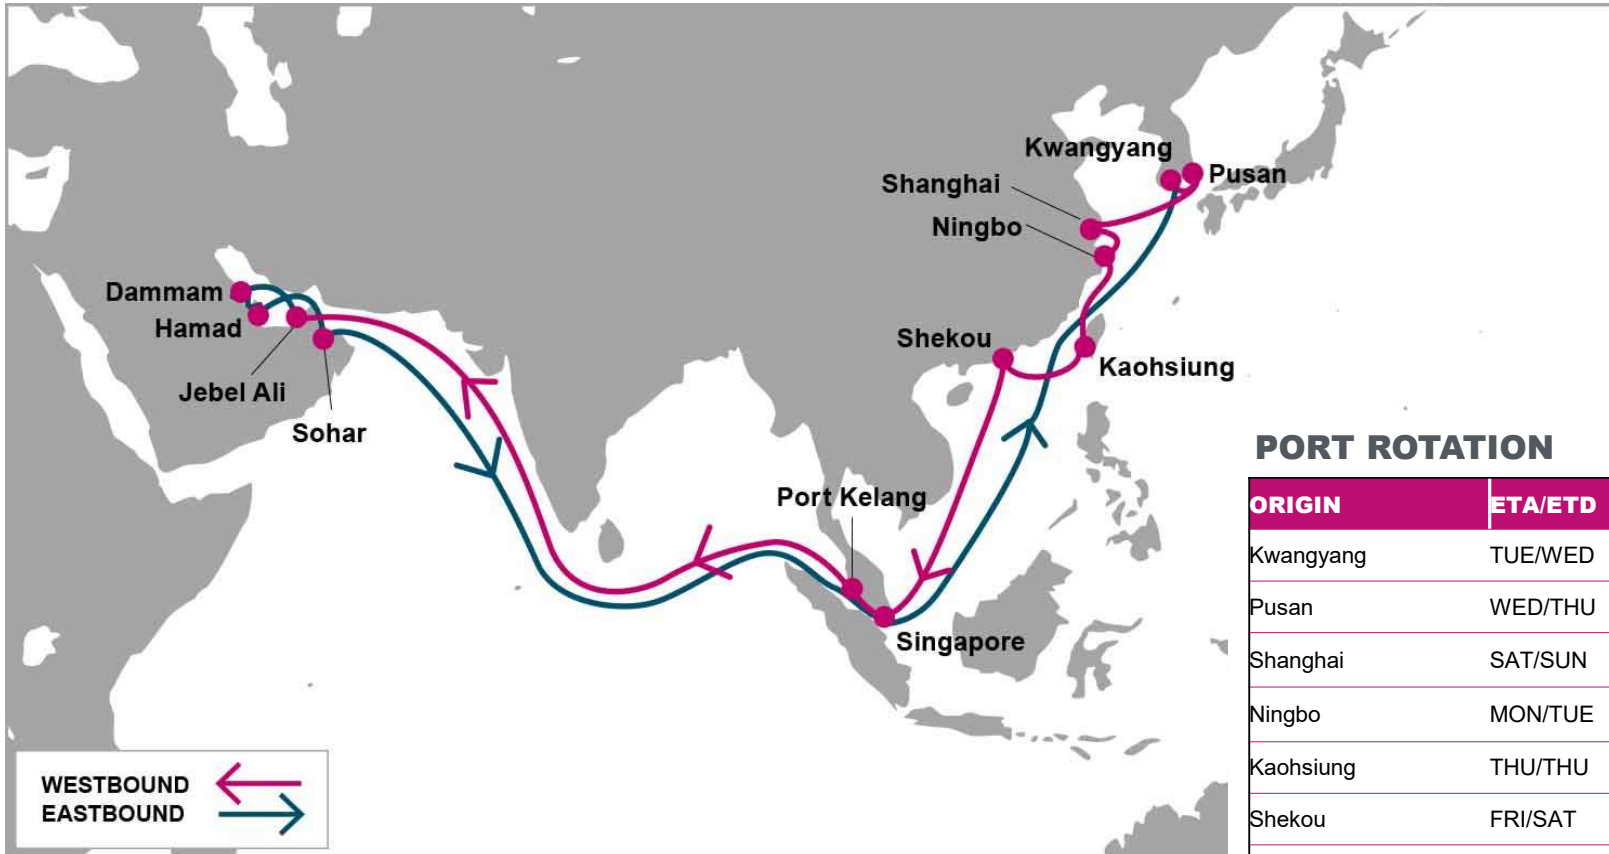 Kwangyang
Pusan
Shanghai
Ningbo
Dammam
Hamad
Shekou
Kaohsiung
Jebel Ali
Sohar
Port Kelang
Singapore
WESTBOUND
EASTBOUND
PORT ROTATION
ORIGIN ETA/ETD
Kwangyang TUE/WED
Pusan WED/THU
Shanghai SAT/SUN
Ningbo MON/TUE
Kaohsiung THU/THU
Shekou FRI/SAT